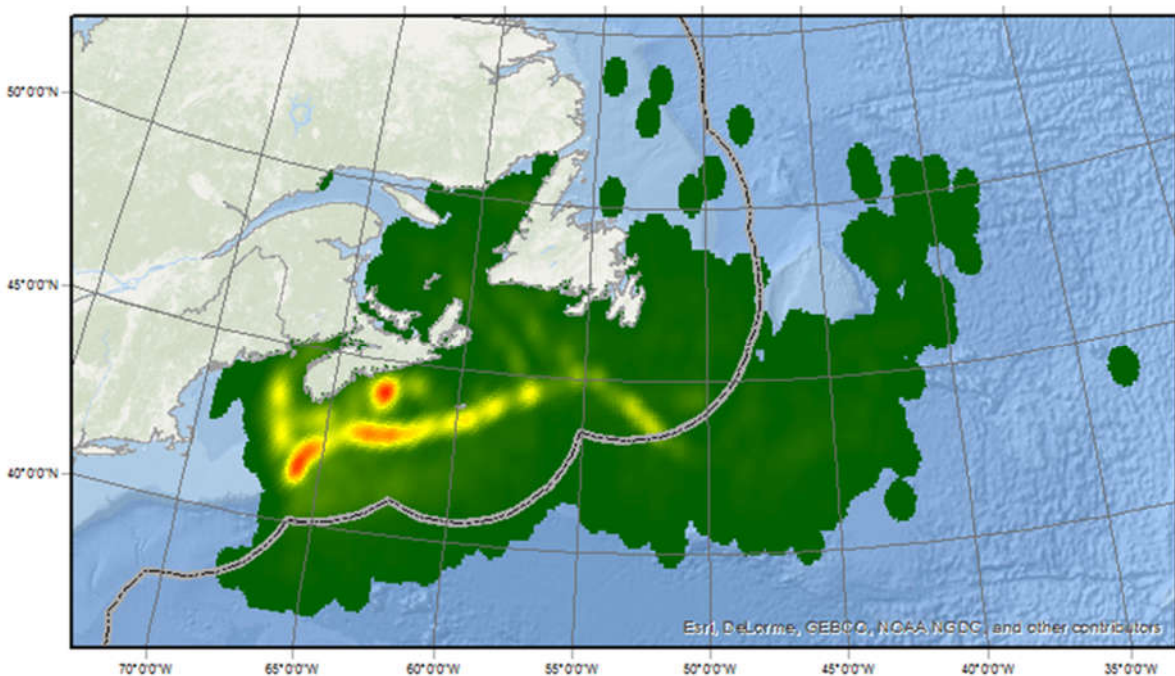 50°0'0"N
45°0'0"N
40°0'0"N
Esri, DeLorme, GEBCO, NOAA NGDC, and other contributors
70°0'0"W 65°0'0"W 60°0'0"W 55°0'0"W 50°0'0"W 45°0'0"W 40°0'0"W 35°0'0"W